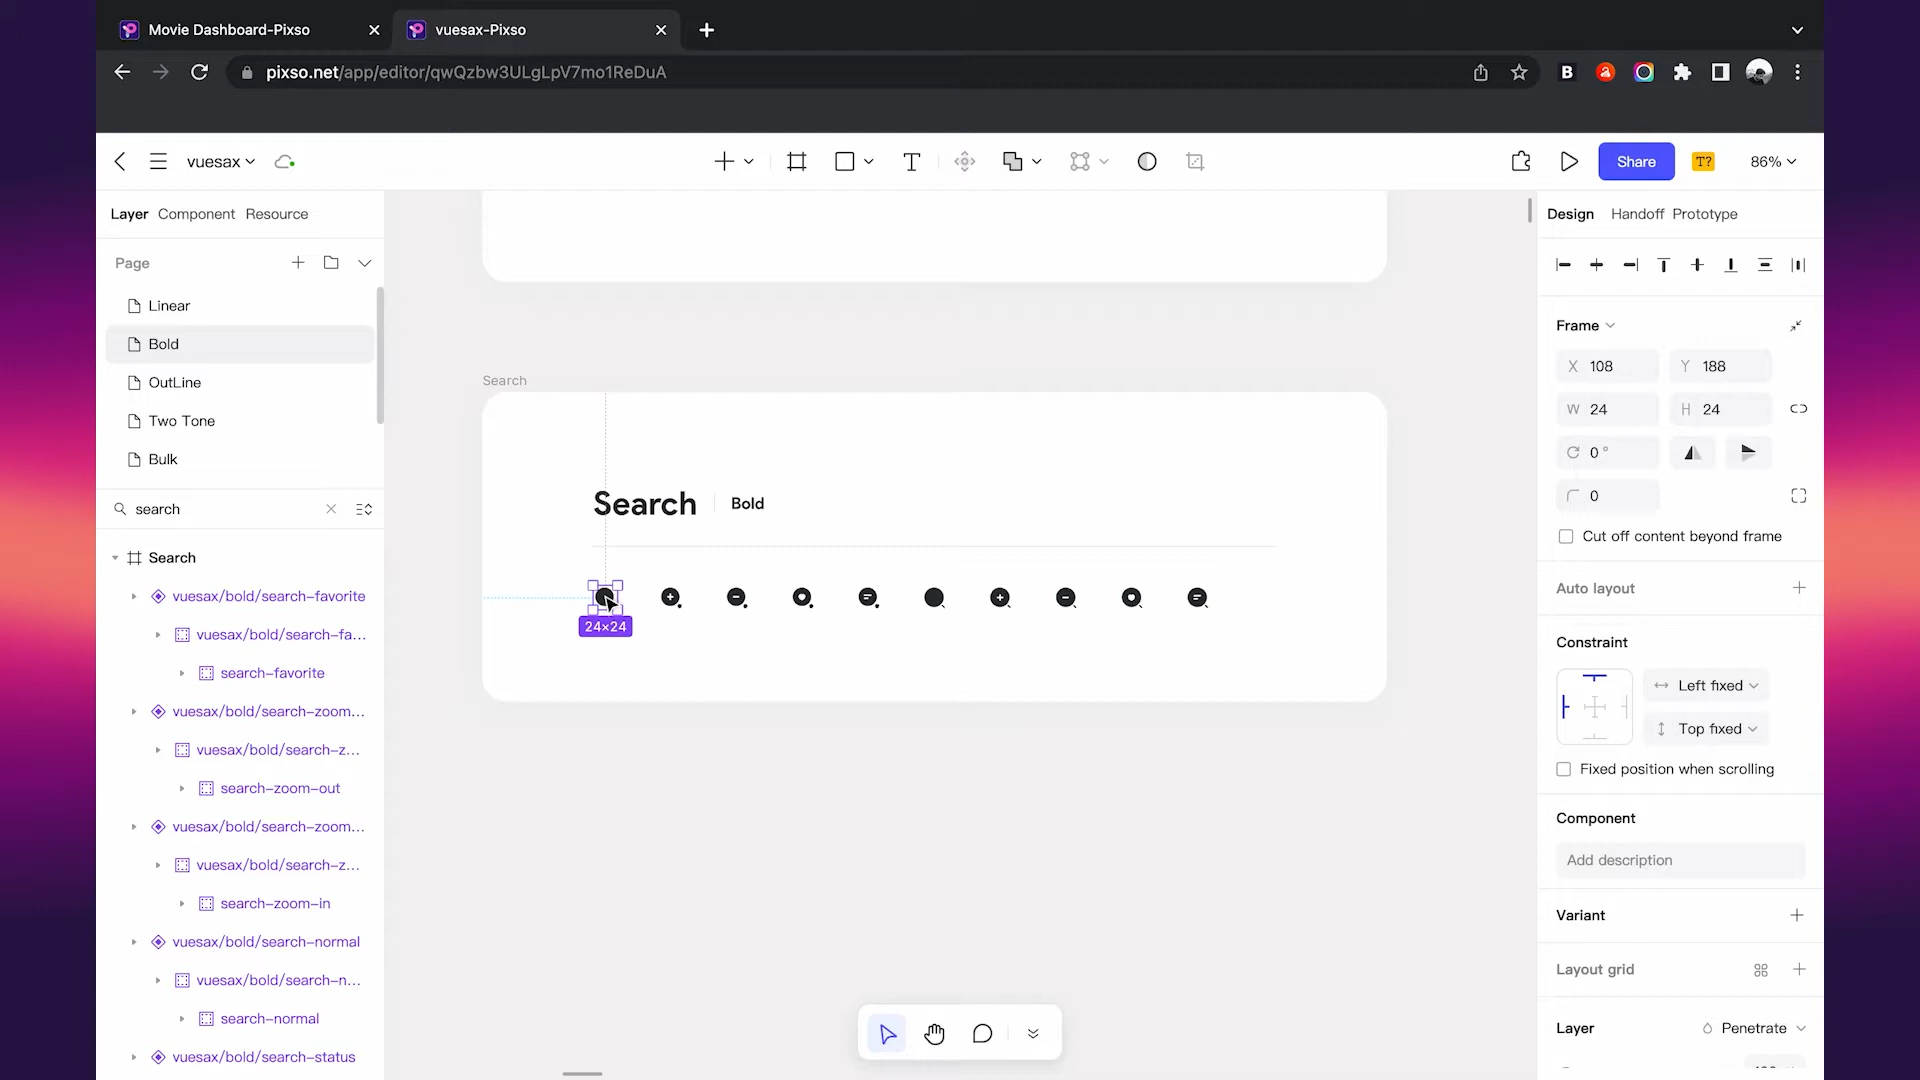 Movie Dashboard-Pixso
vuesax-Pixso
pixso.net/app/editor/qwQzbw3ULgLpV7mo1ReDuA
B
vuesax
T
Share
T?
86%
Layer Component Resource
Page
Linear
Bold
OutLine
Two Tone
Bulk
search
Search
vuesax/bold/search-favorite
vuesax/bold/search-fa...
search-favorite
vuesax/bold/search-zoom...
vuesax/bold/search-z...
search-zoom-out
vuesax/bold/search-zoom...
vuesax/bold/search-z...
search-zoom-in
vuesax/bold/search-normal
vuesax/bold/search-n...
search-normal
vuesax/bold/search-status
Search
Search
Bold
24×24
Design Handoff Prototype
Frame
X 108 Y 188
W 24 H 24
0 °
0
Cut off content beyond frame
Auto layout
Constraint
Left fixed
Top fixed
Fixed position when scrolling
Component
Add description
Variant
Layout grid
Layer
Penetrate